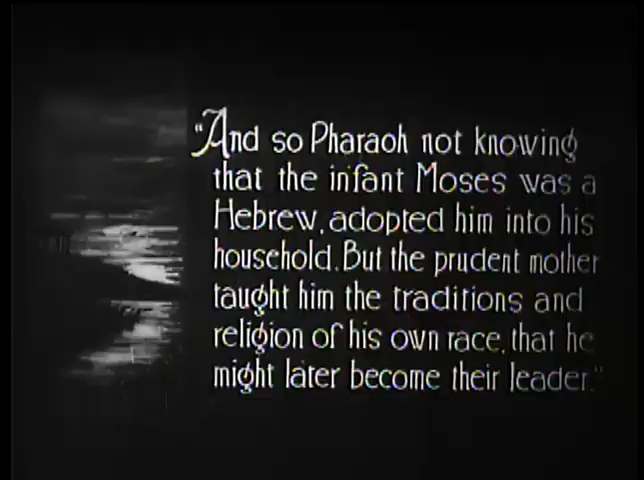 "And so Pharaoh not knowing
that the infant Moses was a
Hebrew, adopted him into his
household. But the prudent mother
taught him the traditions and
religion of his own race, that he
might later become their leader."